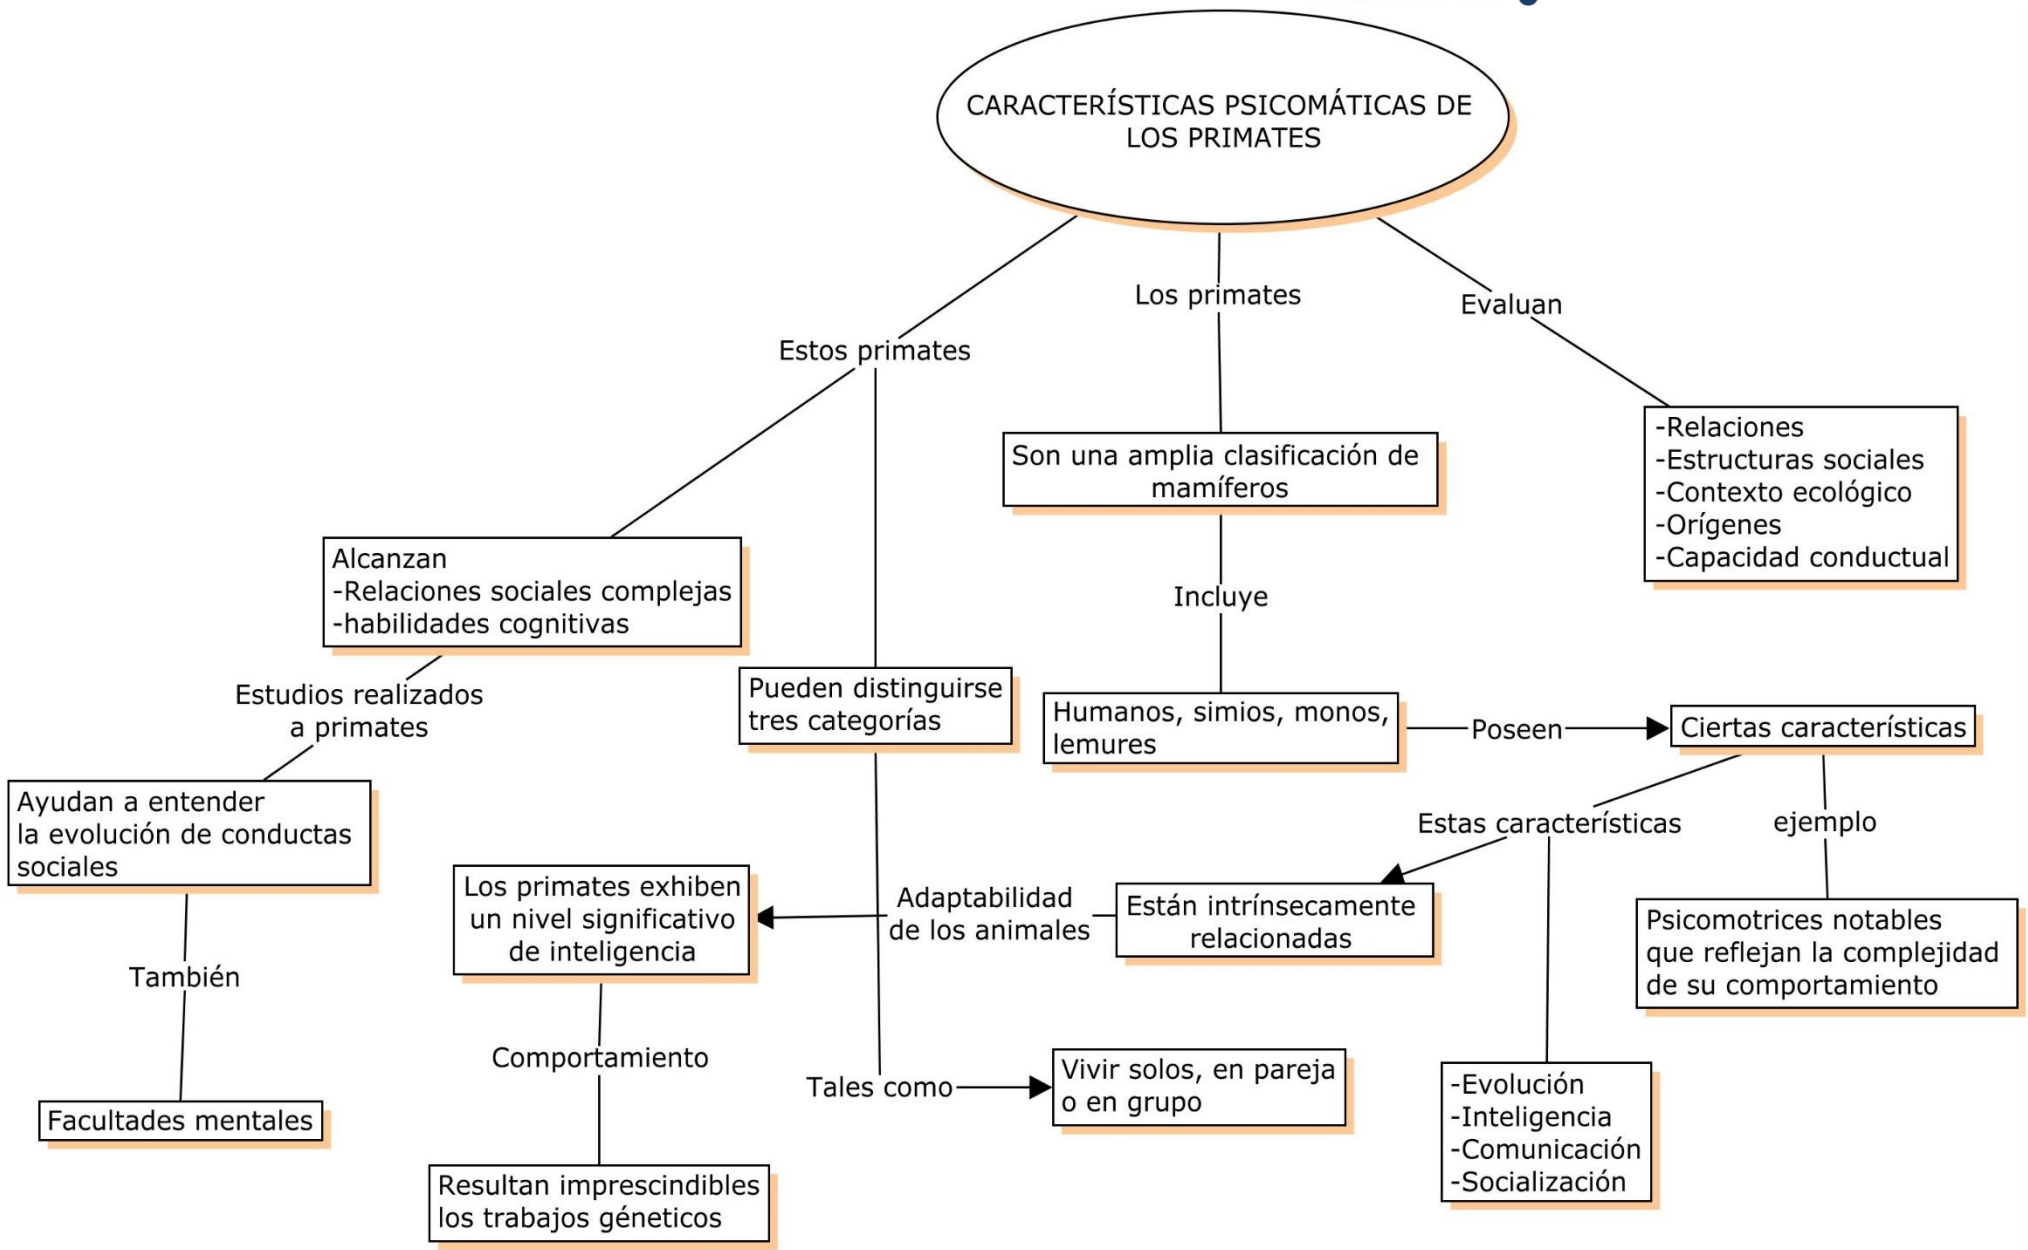 CARACTERÍSTICAS PSICOMÁTICAS DE
LOS PRIMATES
Los primates
Evaluan
Estos primates
-Relaciones
-Estructuras sociales
-Contexto ecológico
-Orígenes
-Capacidad conductual
Son una amplia clasificación de
mamíferos
Alcanzan
-Relaciones sociales complejas
-habilidades cognitivas
Incluye
Estudios realizados
a primates
Pueden distinguirse
tres categorías
Humanos, simios, monos,
lemures
Poseen
Ciertas características
Ayudan a entender
la evolución de conductas
sociales
Estas características
ejemplo
Los primates exhiben
un nivel significativo
de inteligencia
Adaptabilidad
de los animales
Están intrínsecamente
relacionadas
Psicomotrices notables
que reflejan la complejidad
de su comportamiento
También
Comportamiento
Tales como
Vivir solos, en pareja
o en grupo
-Evolución
-Inteligencia
-Comunicación
-Socialización
Facultades mentales
Resultan imprescindibles
los trabajos géneticos